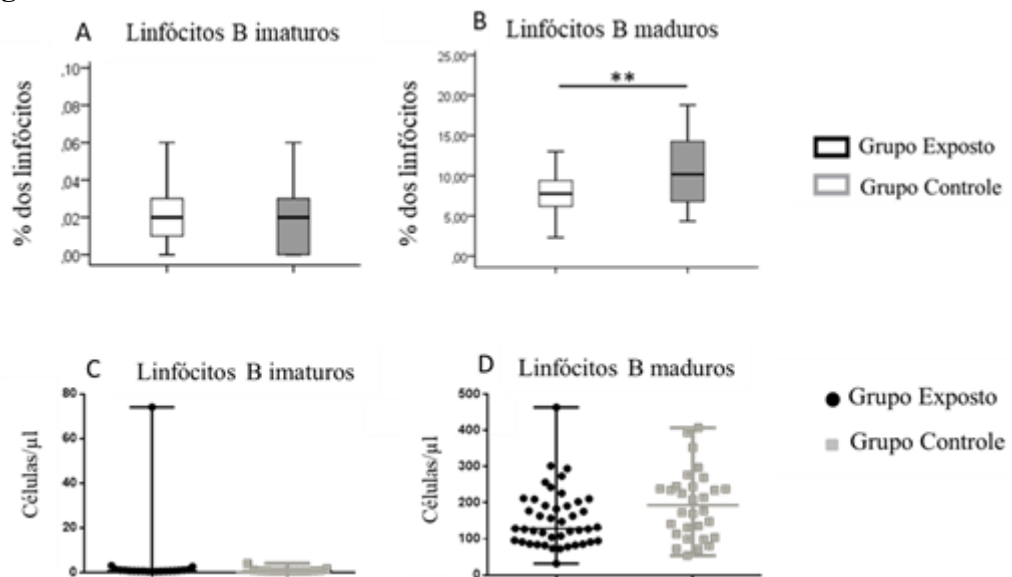 A Linfócitos B imaturos
% dos linfócitos
,10
,08
,06
,04
,02
,00
B Linfócitos B maduros
% dos linfócitos
25,00
20,00
15,00
10,00
5,00
,00
**
Grupo Exposto
Grupo Controle
C Linfócitos B imaturos
Células/µl
80
60
40
20
0
D Linfócitos B maduros
Células/µl
500
400
300
200
100
0
Grupo Exposto
Grupo Controle